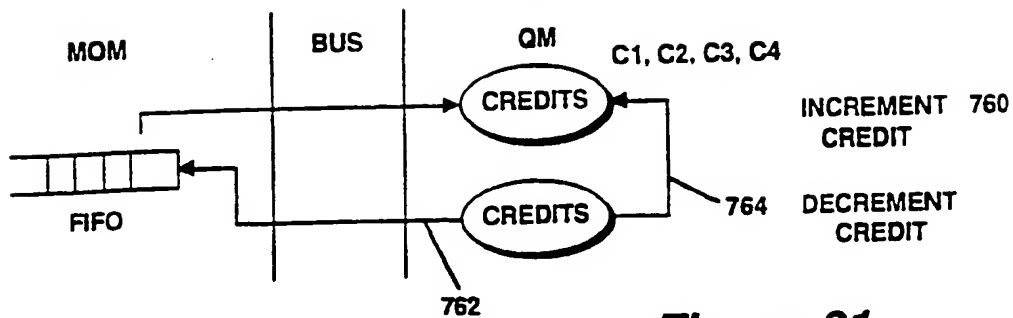 MOM
BUS
QM
C1, C2, C3, C4
CREDITS
INCREMENT 760
CREDIT
FIFO
CREDITS
764
DECREMENT
CREDIT
762